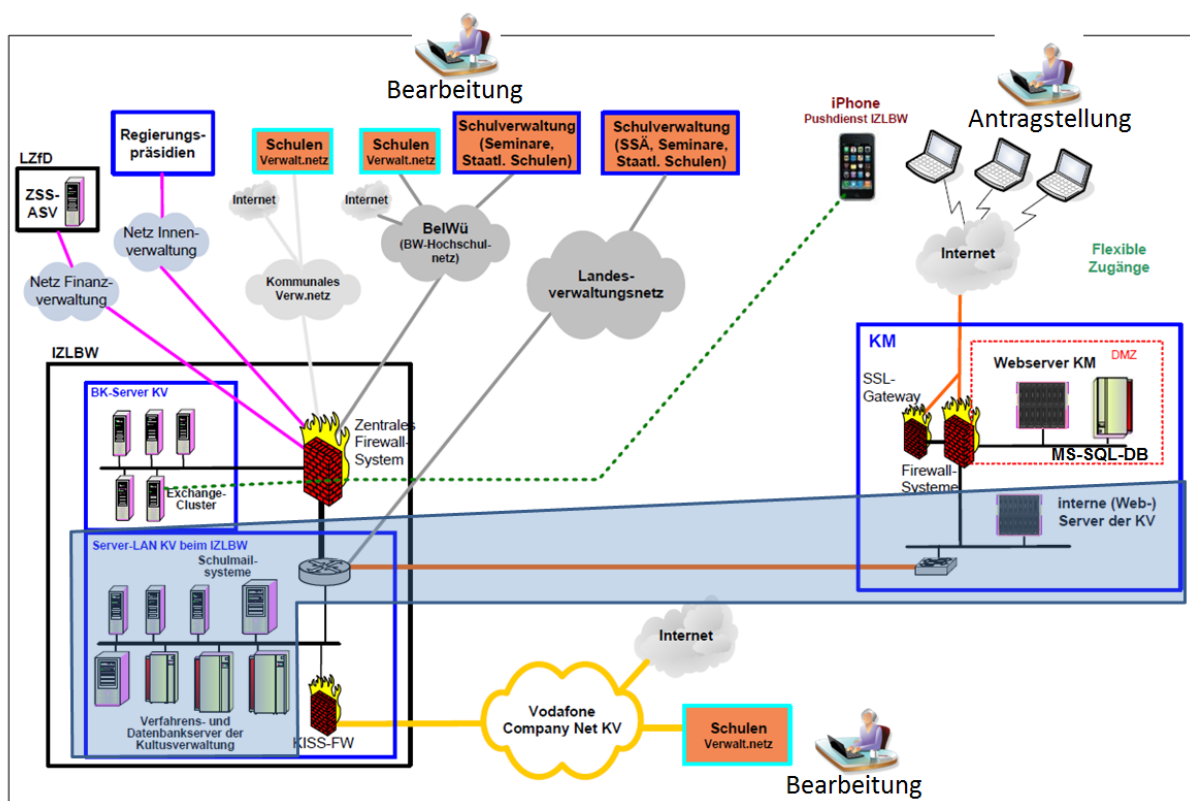 Bearbeitung
Antragstellung
iPhone
Pushdienst IZLBW
LZfD
ZSS-
ASV
Regierungs-
präsidien
Schulen
Verwalt.netz
Schulen
Verwalt.netz
Schulverwaltung
(Seminare,
Staatl. Schulen)
Schulverwaltung
(SSÄ, Seminare,
Staatl. Schulen)
Internet
Internet
Netz Innen-
verwaltung
Netz Finanz-
verwaltung
Kommunales
Verw.netz
BelWü
(BW-Hochschul-
netz)
Landes-
verwaltungsnetz
Internet
Flexible
Zugänge
IZLBW
BK-Server KV
Exchange-
Cluster
Zentrales
Firewall-
System
KM
SSL-
Gateway
Webserver KM
DMZ
MS-SQL-DB
Firewall-
Systeme
interne (Web-)
Server der KV
Server-LAN KV beim IZLBW
Schulmail-
systeme
Verfahrens- und
Datenbankserver der
Kultusverwaltung
KISS-FW
Internet
Vodafone
Company Net KV
Schulen
Verwalt.netz
Bearbeitung